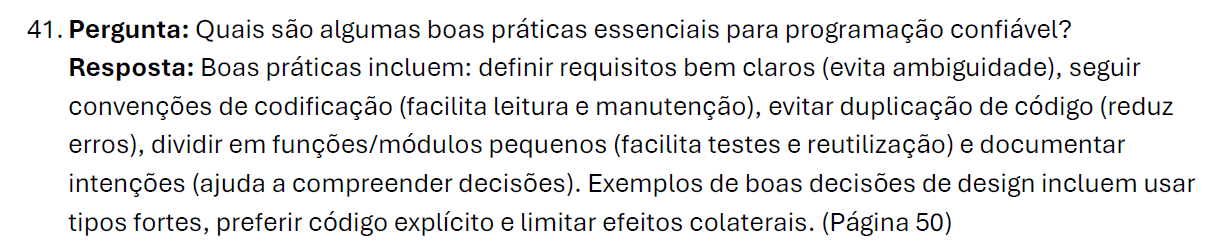 41. Pergunta: Quais são algumas boas práticas essenciais para programação confiável?
Resposta: Boas práticas incluem: definir requisitos bem claros (evita ambiguidade), seguir
convenções de codificação (facilita leitura e manutenção), evitar duplicação de código (reduz
erros), dividir em funções/módulos pequenos (facilita testes e reutilização) e documentar
intenções (ajuda a compreender decisões). Exemplos de boas decisões de design incluem usar
tipos fortes, preferir código explícito e limitar efeitos colaterais. (Página 50)